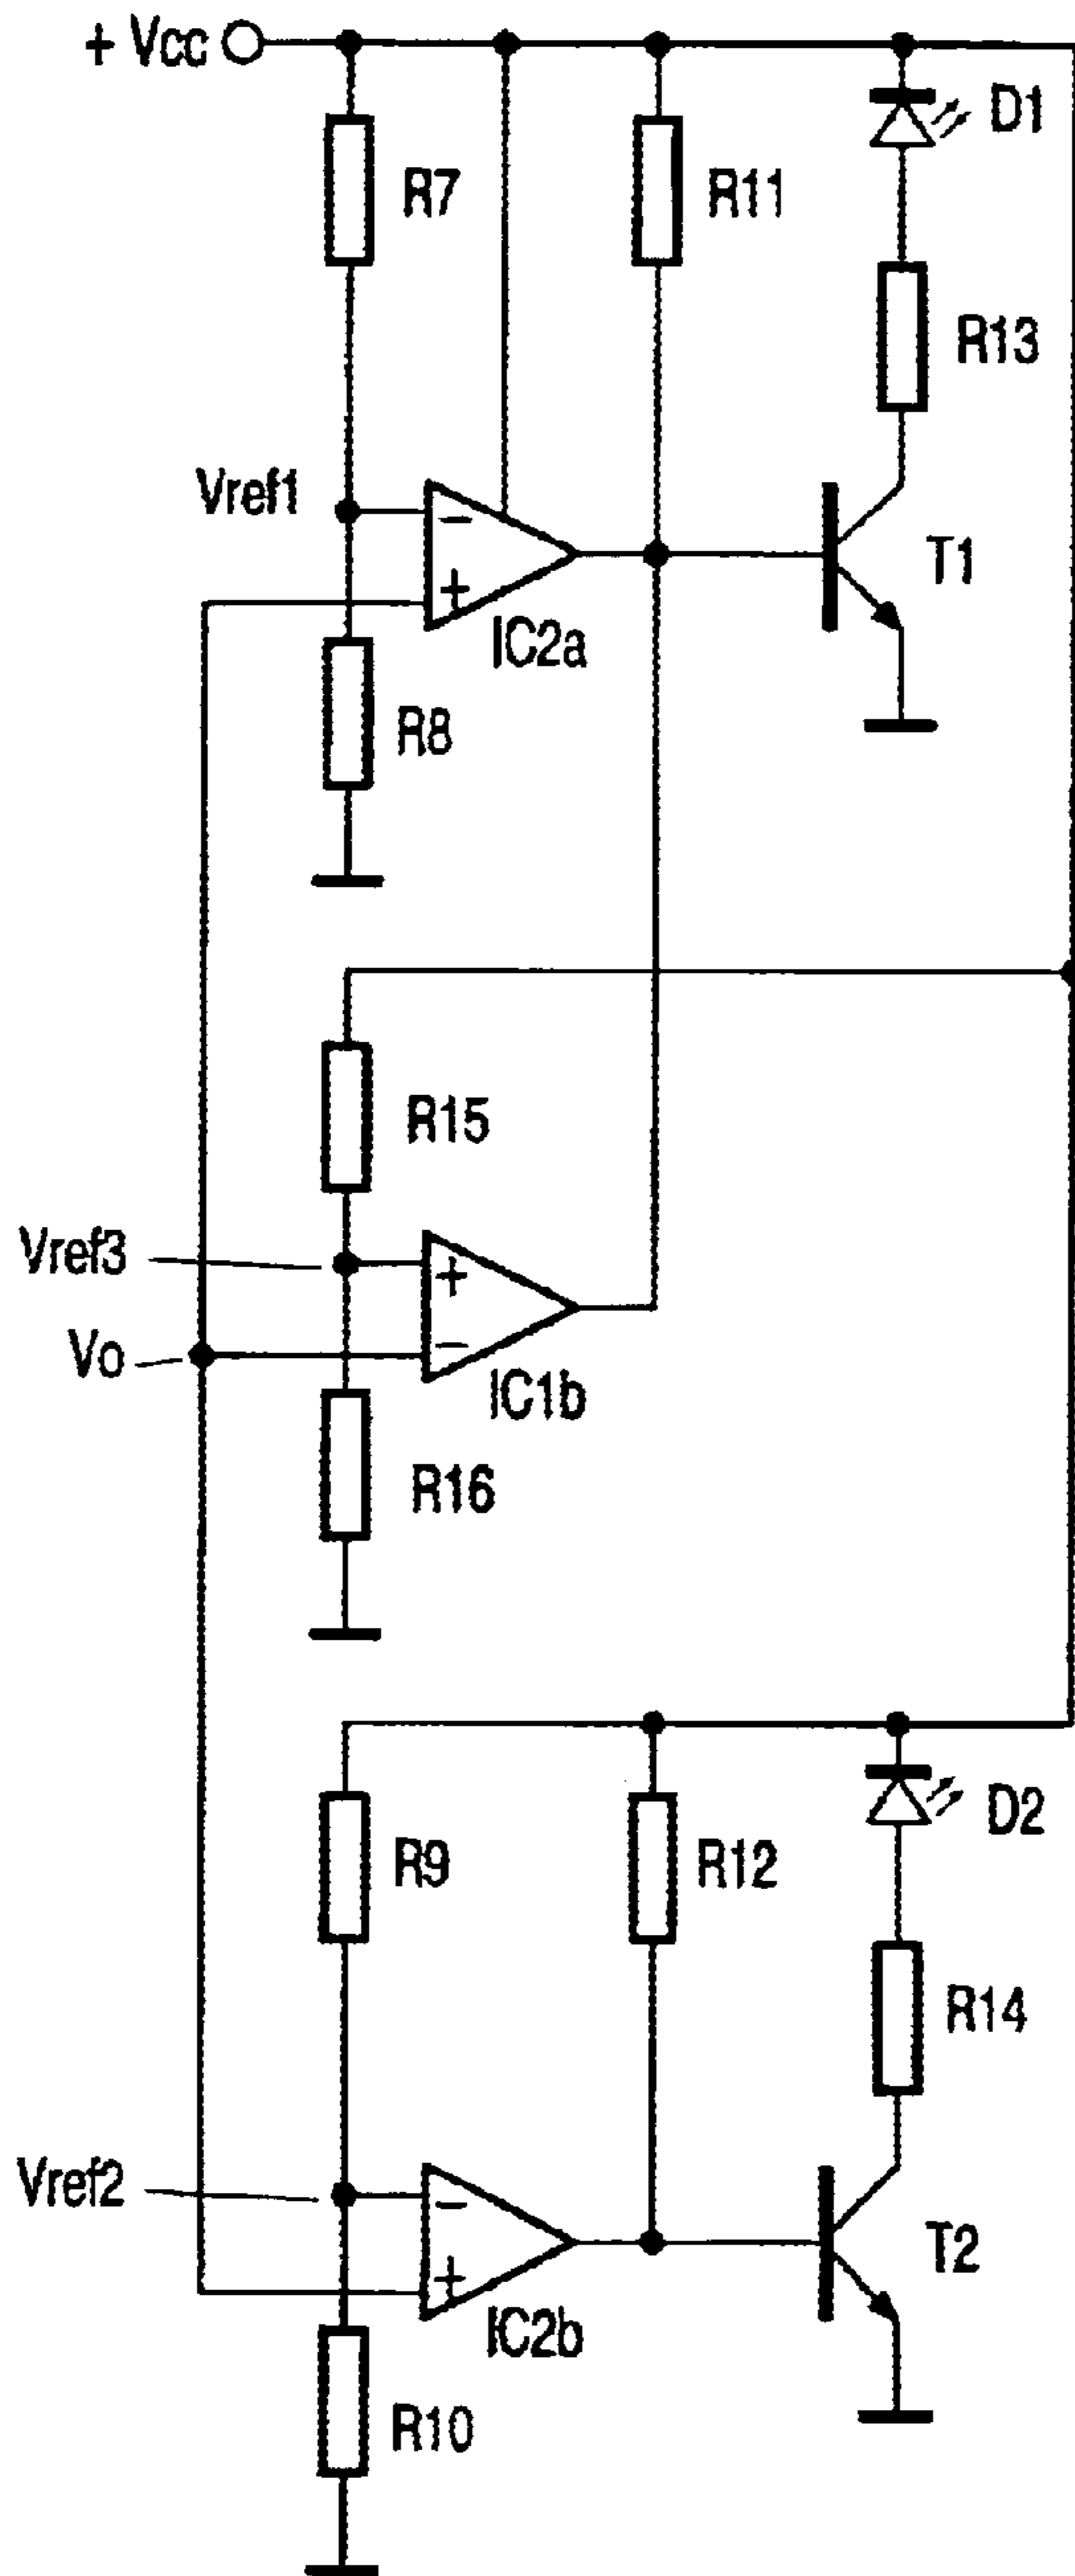 + Vcc
D1
R7
R11
R13
Vref1
−
+
T1
IC2a
R8
R15
Vref3
+
−
Vo
IC1b
R16
D2
R9
R12
R14
Vref2
−
+
T2
IC2b
R10